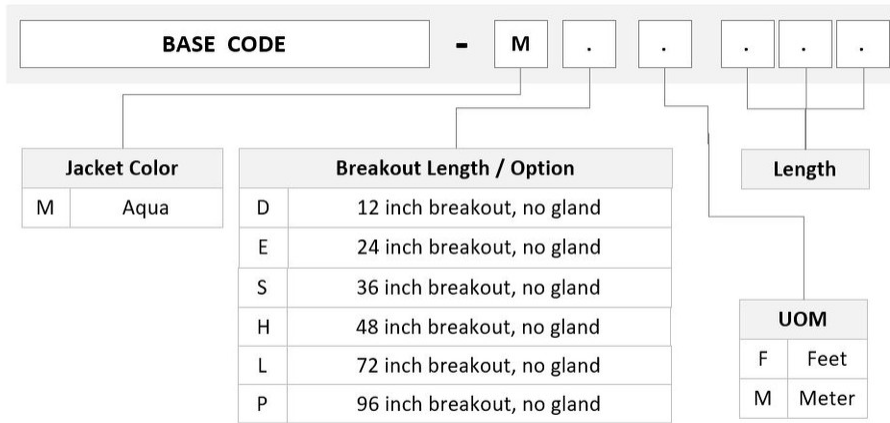 BASE CODE - M . . . . .
Jacket Color
M Aqua
Breakout Length / Option
D 12 inch breakout, no gland
E 24 inch breakout, no gland
S 36 inch breakout, no gland
H 48 inch breakout, no gland
L 72 inch breakout, no gland
P 96 inch breakout, no gland
Length
UOM
F Feet
M Meter